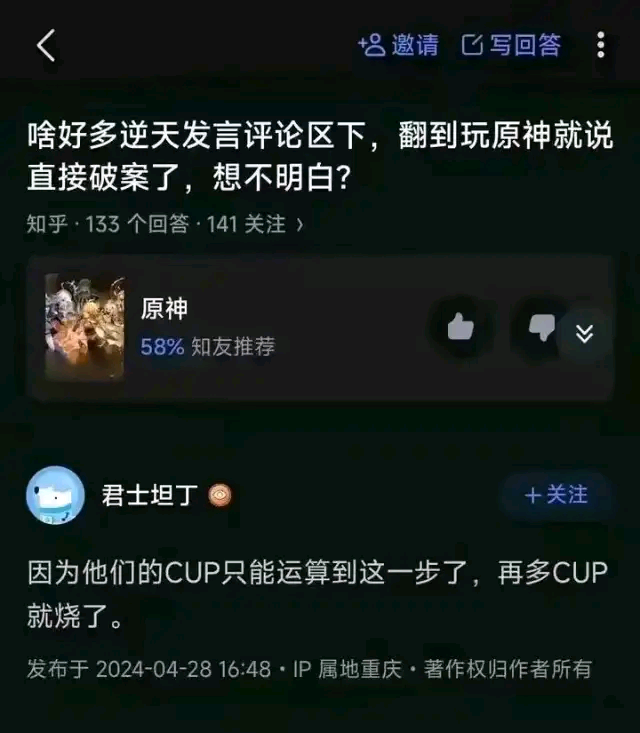 邀请 写回答
啥好多逆天发言评论区下，翻到玩原神就说
直接破案了，想不明白?
知乎 · 133 个回答 · 141 关注 ›
原神
58% 知友推荐
君士坦丁
+关注
因为他们的CUP只能运算到这一步了，再多CUP
就烧了。
发布于 2024-04-28 16:48 · IP 属地重庆 · 著作权归作者所有